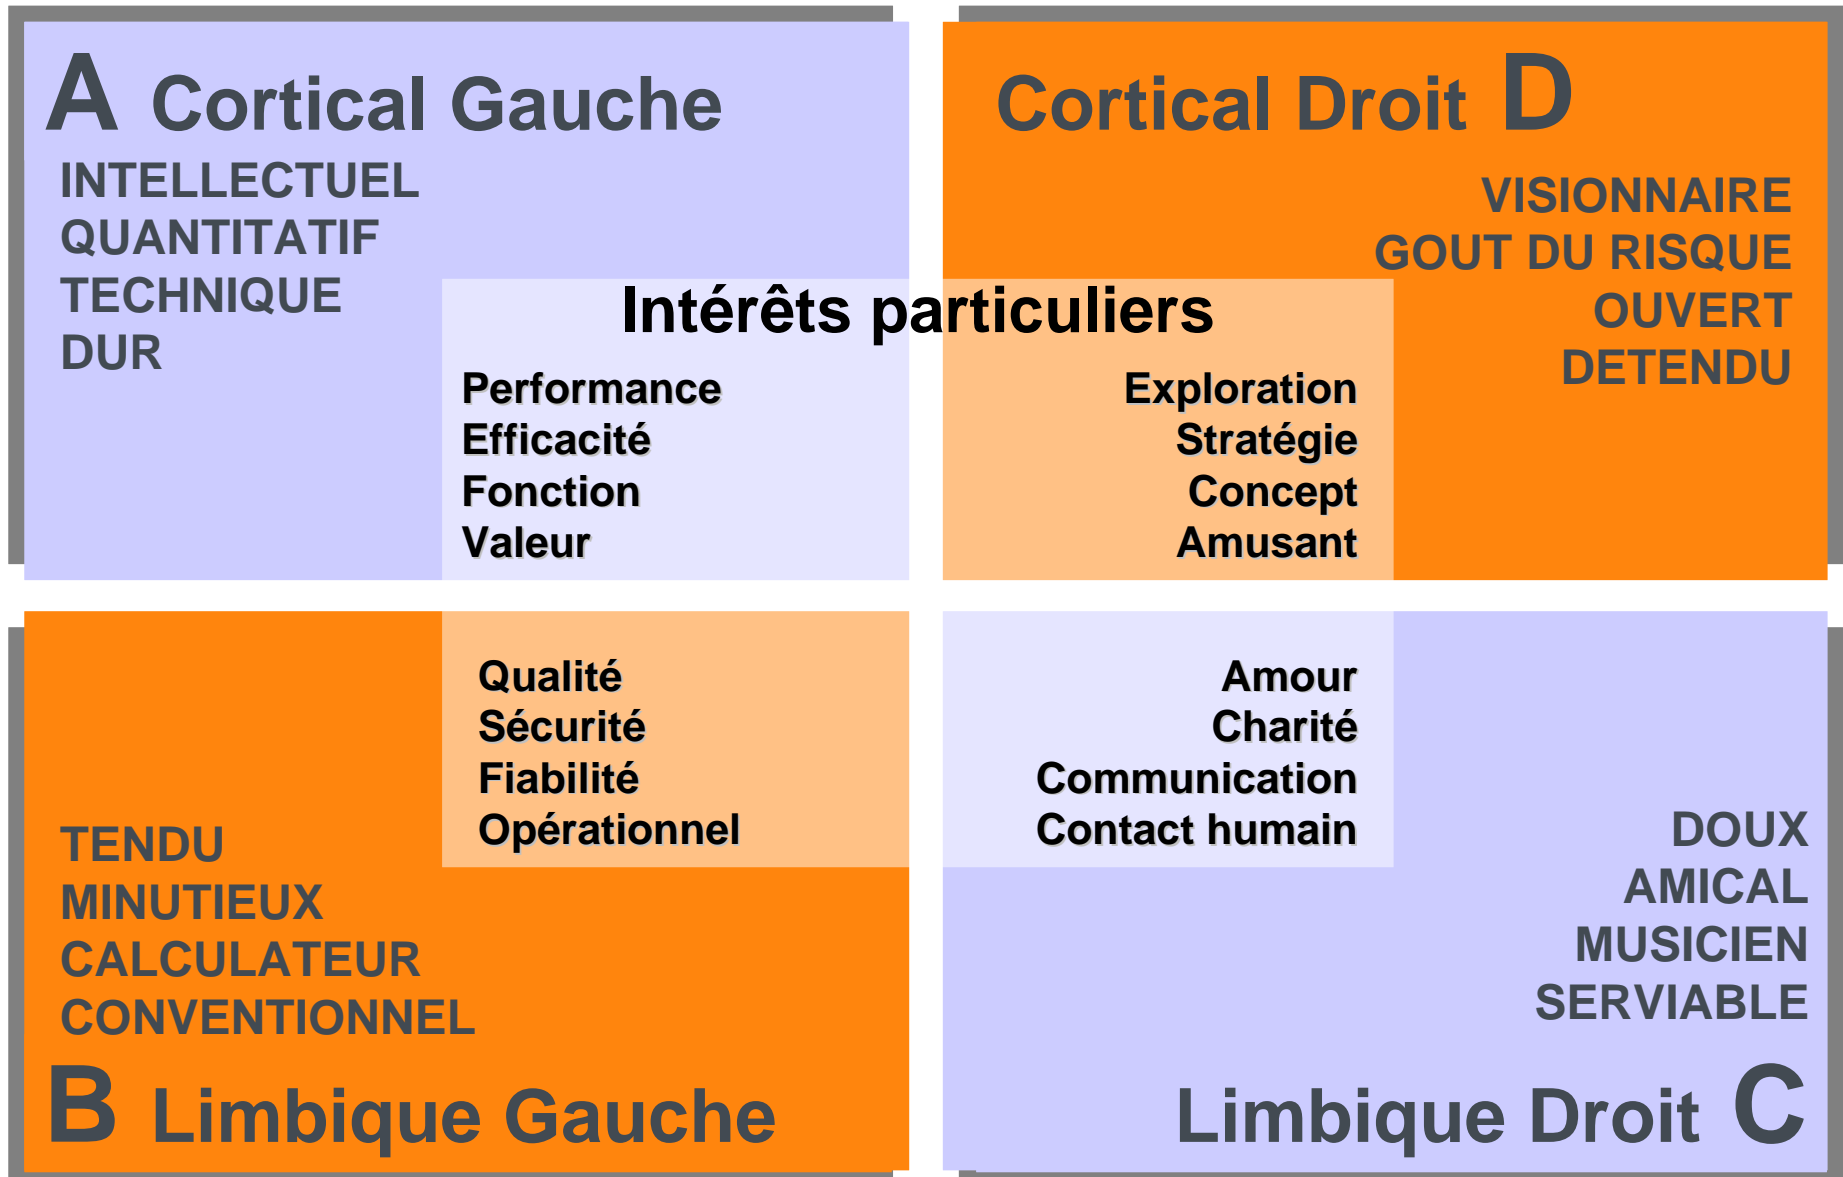 A Cortical Gauche
INTELLECTUEL
QUANTITATIF
TECHNIQUE
DUR
Cortical Droit D
VISIONNAIRE
GOUT DU RISQUE
OUVERT
DETENDU
Intérêts particuliers
Performance
Efficacité
Fonction
Valeur
Exploration
Stratégie
Concept
Amusant
Qualité
Sécurité
Fiabilité
Opérationnel
Amour
Charité
Communication
Contact humain
TENDU
MINUTIEUX
CALCULATEUR
CONVENTIONNEL
B Limbique Gauche
DOUX
AMICAL
MUSICIEN
SERVIABLE
Limbique Droit C